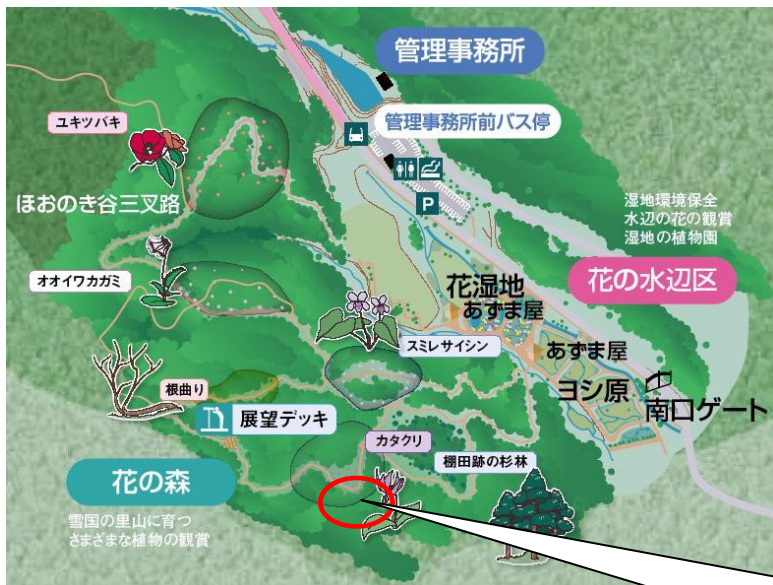 管理事務所
ユキツバキ
管理事務所前バス停
ほおのき谷三叉路
P
湿地環境保全
水辺の花の観賞
湿地の植物園
オオイワカガミ
花の水辺区
花湿地
あずま屋
スミレサイシン
あずま屋
ヨシ原
根曲り
南口ゲート
展望デッキ
カタクリ
棚田跡の杉林
花の森
雪国の里山に育つ
さまざまな植物の観賞